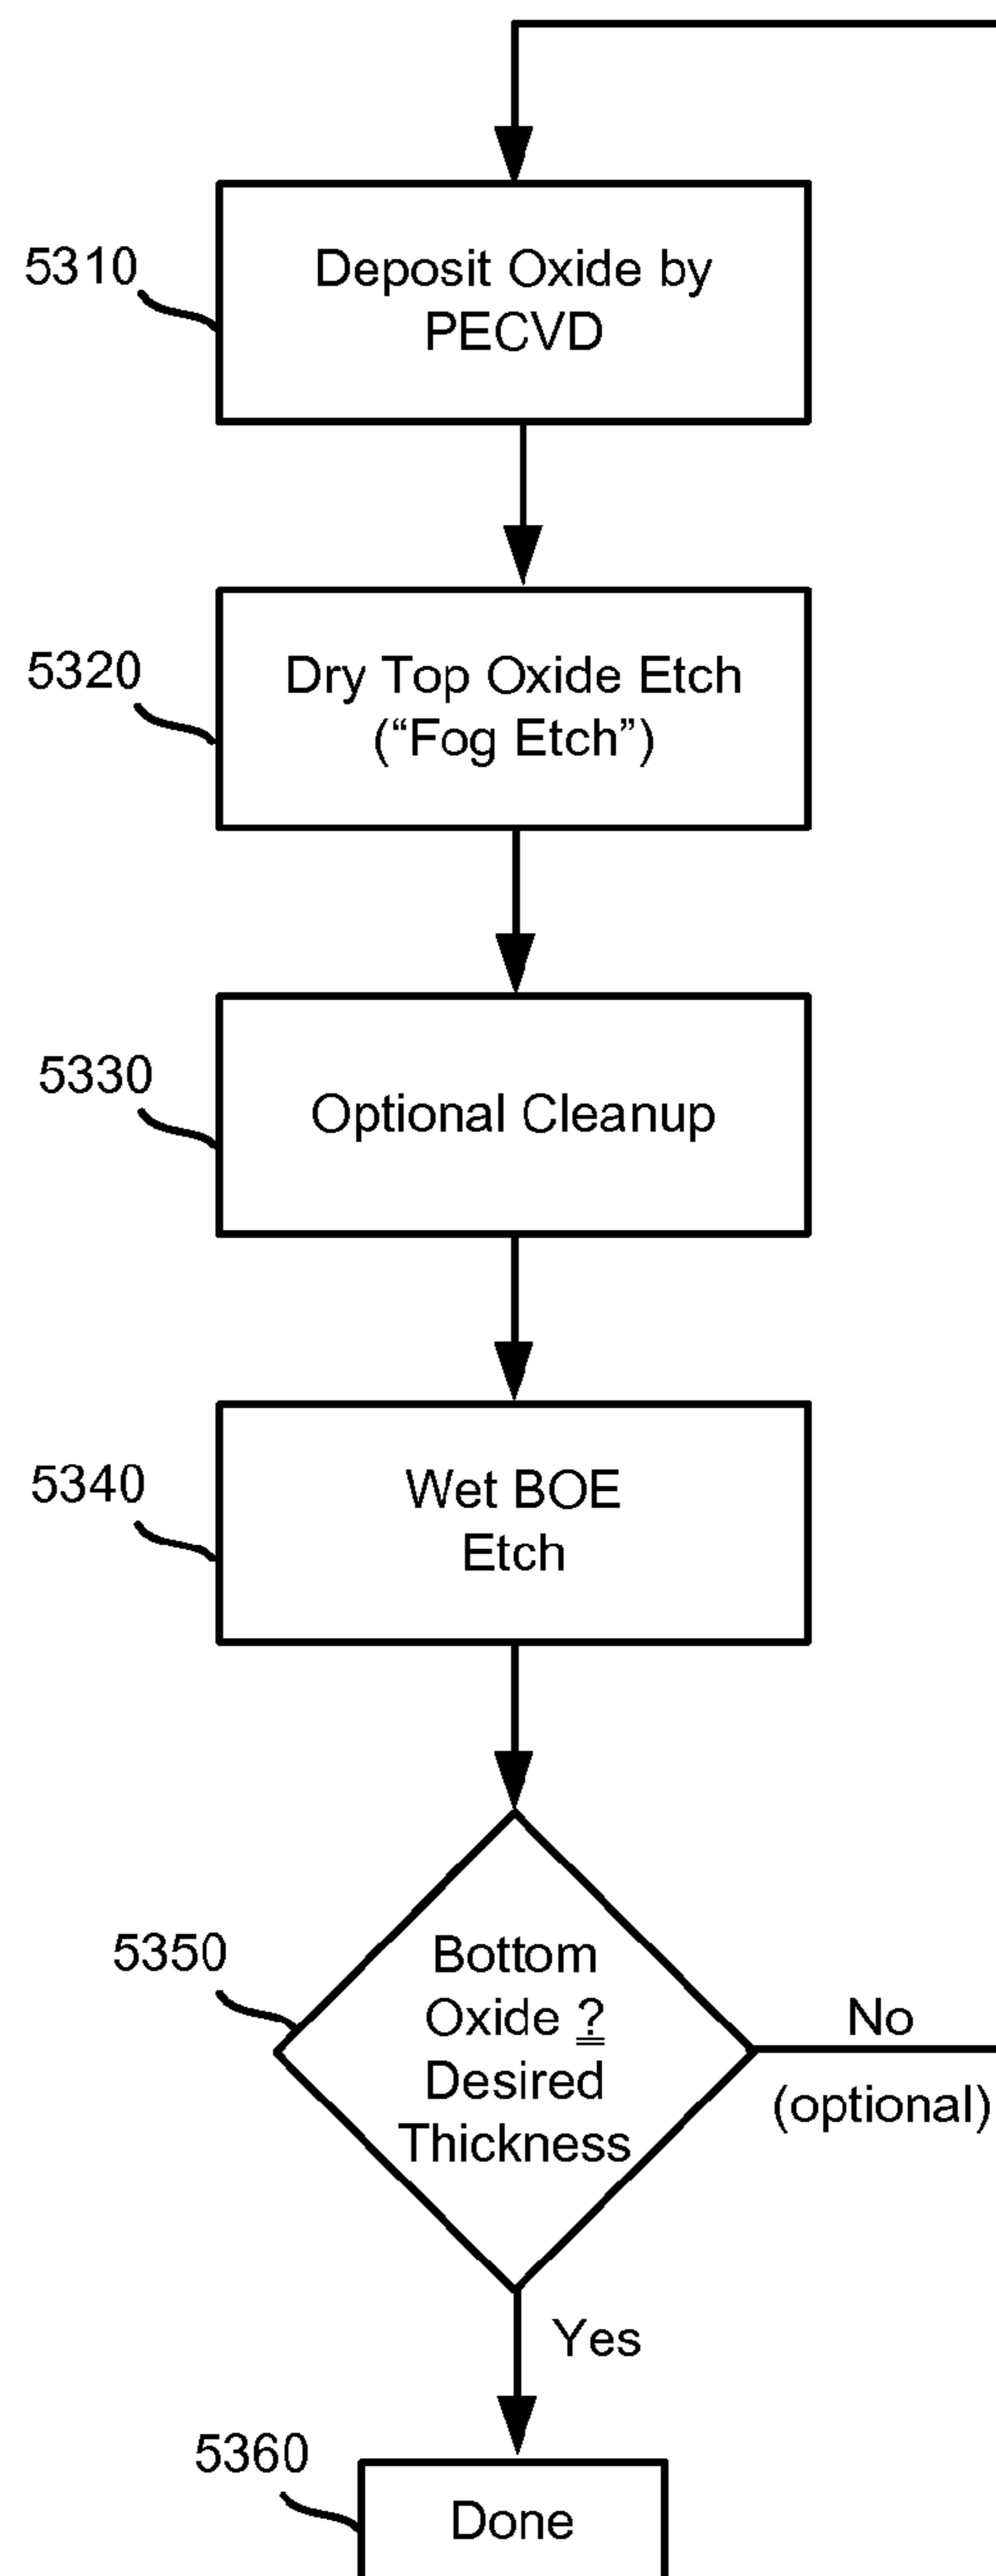 5310
Deposit Oxide by
PECVD
5320
Dry Top Oxide Etch
(“Fog Etch”)
5330
Optional Cleanup
5340
Wet BOE
Etch
5350
Bottom
Oxide ?
Desired
Thickness
No
(optional)
Yes
5360
Done